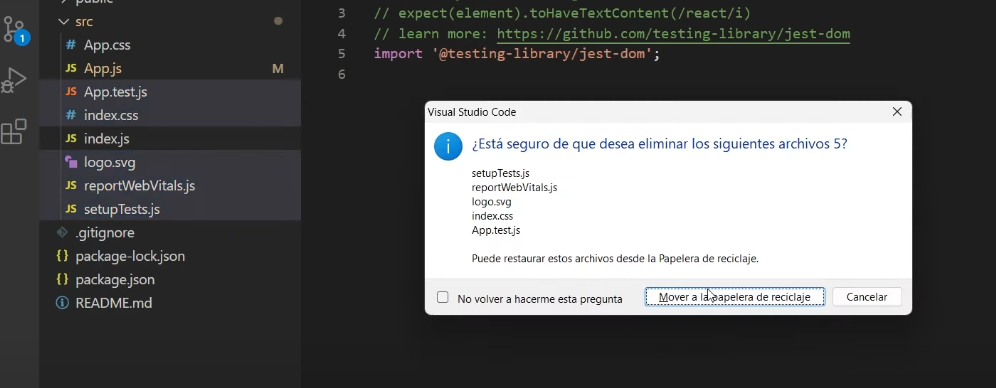 public
src
# App.css
JS App.js M
JS App.test.js
# index.css
JS index.js
logo.svg
JS reportWebVitals.js
JS setupTests.js
.gitignore
{} package-lock.json
{} package.json
README.md
1
3 // expect(element).toHaveTextContent(/react/i)
4 // learn more: https://github.com/testing-library/jest-dom
5 import '@testing-library/jest-dom';
6
Visual Studio Code
¿Está seguro de que desea eliminar los siguientes archivos 5?
setupTests.js
reportWebVitals.js
logo.svg
index.css
App.test.js
Puede restaurar estos archivos desde la Papelera de reciclaje.
No volver a hacerme esta pregunta
Mover a la papelera de reciclaje
Cancelar